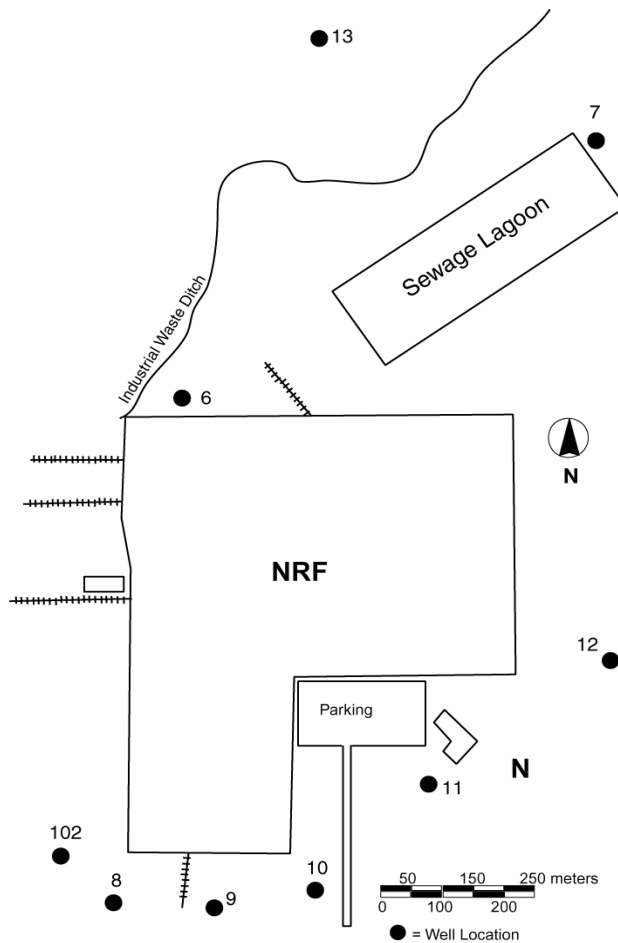 13
7
Sewage Lagoon
Industrial Waste Ditch
6
N
NRF
12
Parking
N
11
102
8
9
10
50 150 250 meters
0 100 200
= Well Location